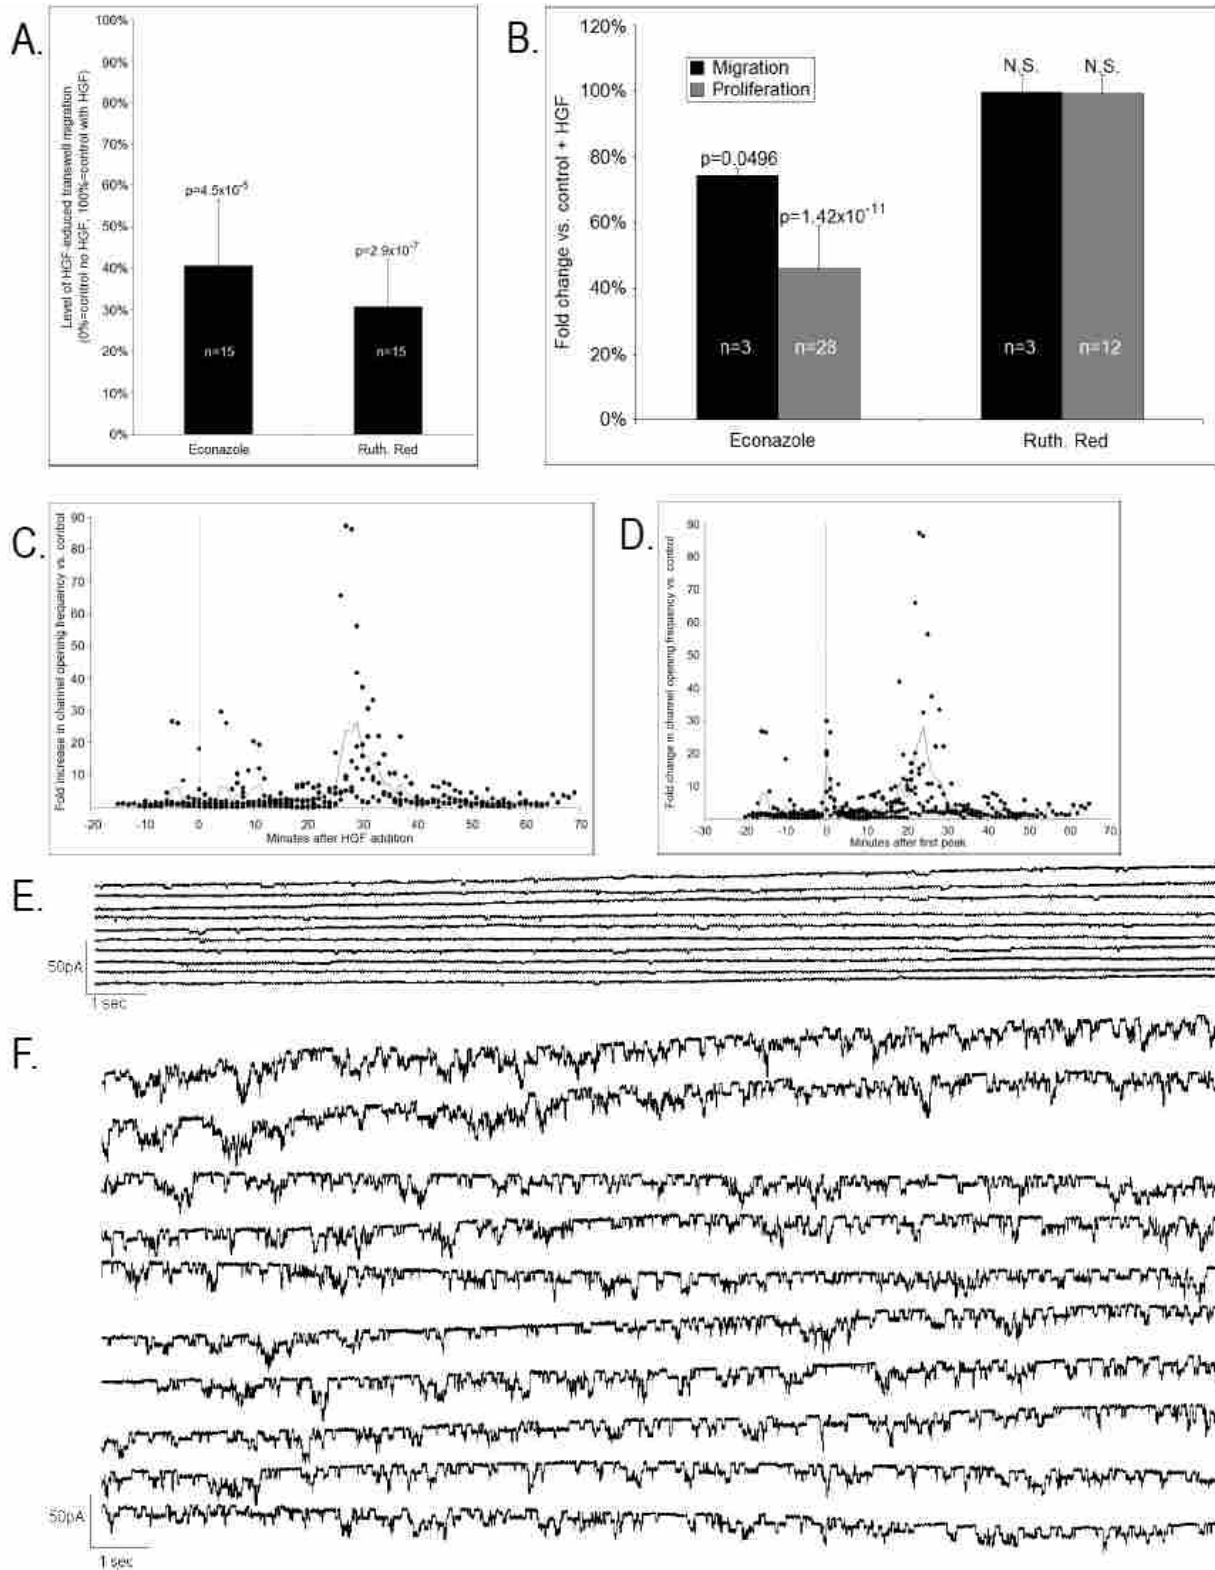 A.
Level of HGF-induced transwell migration
(0%=control no HGF, 100%=control with HGF)
100%
90%
80%
70%
60%
50%
40%
30%
20%
10%
0%
p=4.5x10⁻⁵
p=2.9x10⁻⁷
n=15
n=15
Econazole
Ruth. Red
B.
Fold change vs. control + HGF
120%
100%
80%
60%
40%
20%
0%
Migration
Proliferation
p=0.0496
p=1.42x10⁻¹¹
N.S.
N.S.
n=3
n=28
n=3
n=12
Econazole
Ruth. Red
C.
Fold increase in channel opening frequency vs. control
90
80
70
60
50
40
30
20
10
-20
-10
0
10
20
30
40
50
60
70
Minutes after HGF addition
D.
Fold change in channel opening frequency vs. control
90
80
70
60
50
40
30
20
10
-30
-20
-10
0
10
20
30
40
50
60
70
Minutes after first peak
E.
50pA
1 sec
F.
50pA
1 sec